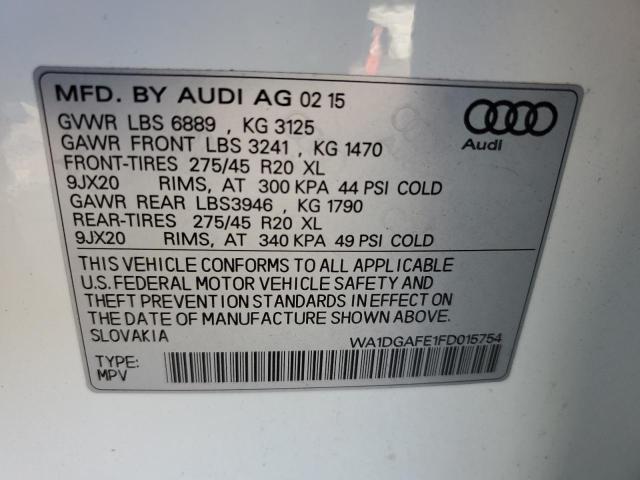 MFD. BY AUDI AG 02 15
GVWR LBS 6889 , KG 3125
GAWR FRONT LBS 3241 , KG 1470
FRONT-TIRES 275/45 R20 XL
9JX20 RIMS, AT 300 KPA 44 PSI COLD
GAWR REAR LBS3946 , KG 1790
REAR-TIRES 275/45 R20 XL
9JX20 RIMS, AT 340 KPA 49 PSI COLD
Audi
THIS VEHICLE CONFORMS TO ALL APPLICABLE
U.S. FEDERAL MOTOR VEHICLE SAFETY AND
THEFT PREVENTION STANDARDS IN EFFECT ON
THE DATE OF MANUFACTURE SHOWN ABOVE.
SLOVAKIA
WA1DGAFE1FD015754
TYPE:
MPV